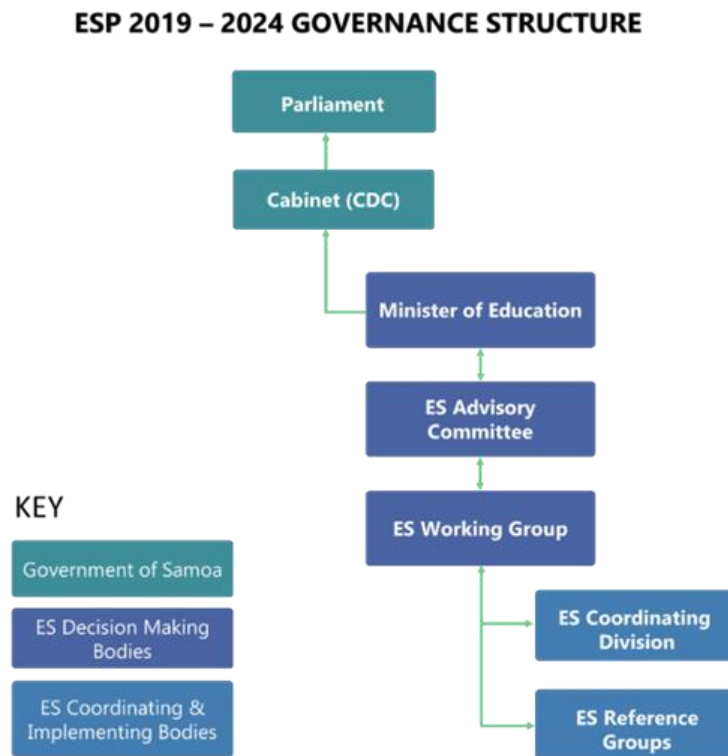 ESP 2019 – 2024 GOVERNANCE STRUCTURE
Parliament
Cabinet (CDC)
Minister of Education
ES Advisory
Committee
ES Working Group
ES Coordinating
Division
ES Reference
Groups
KEY
Government of Samoa
ES Decision Making
Bodies
ES Coordinating &
Implementing Bodies